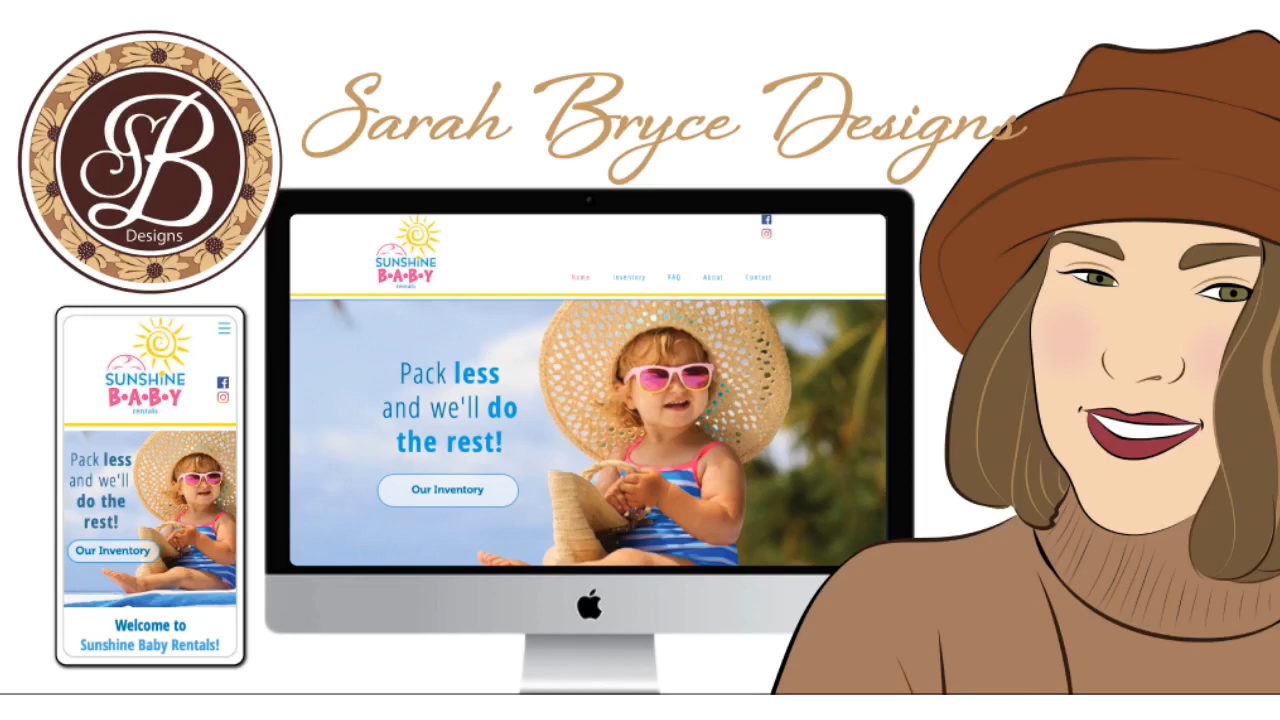 SB
Designs
Sarah Bryce Designs
SUNSHINE
B•A•B•Y
rentals
Home Inventory FAQ About Contact
Pack less
and we'll do
the rest!
Our Inventory
SUNSHINE
B•A•B•Y
rentals
Pack less
and we'll
do the
rest!
Our Inventory
Welcome to
Sunshine Baby Rentals!